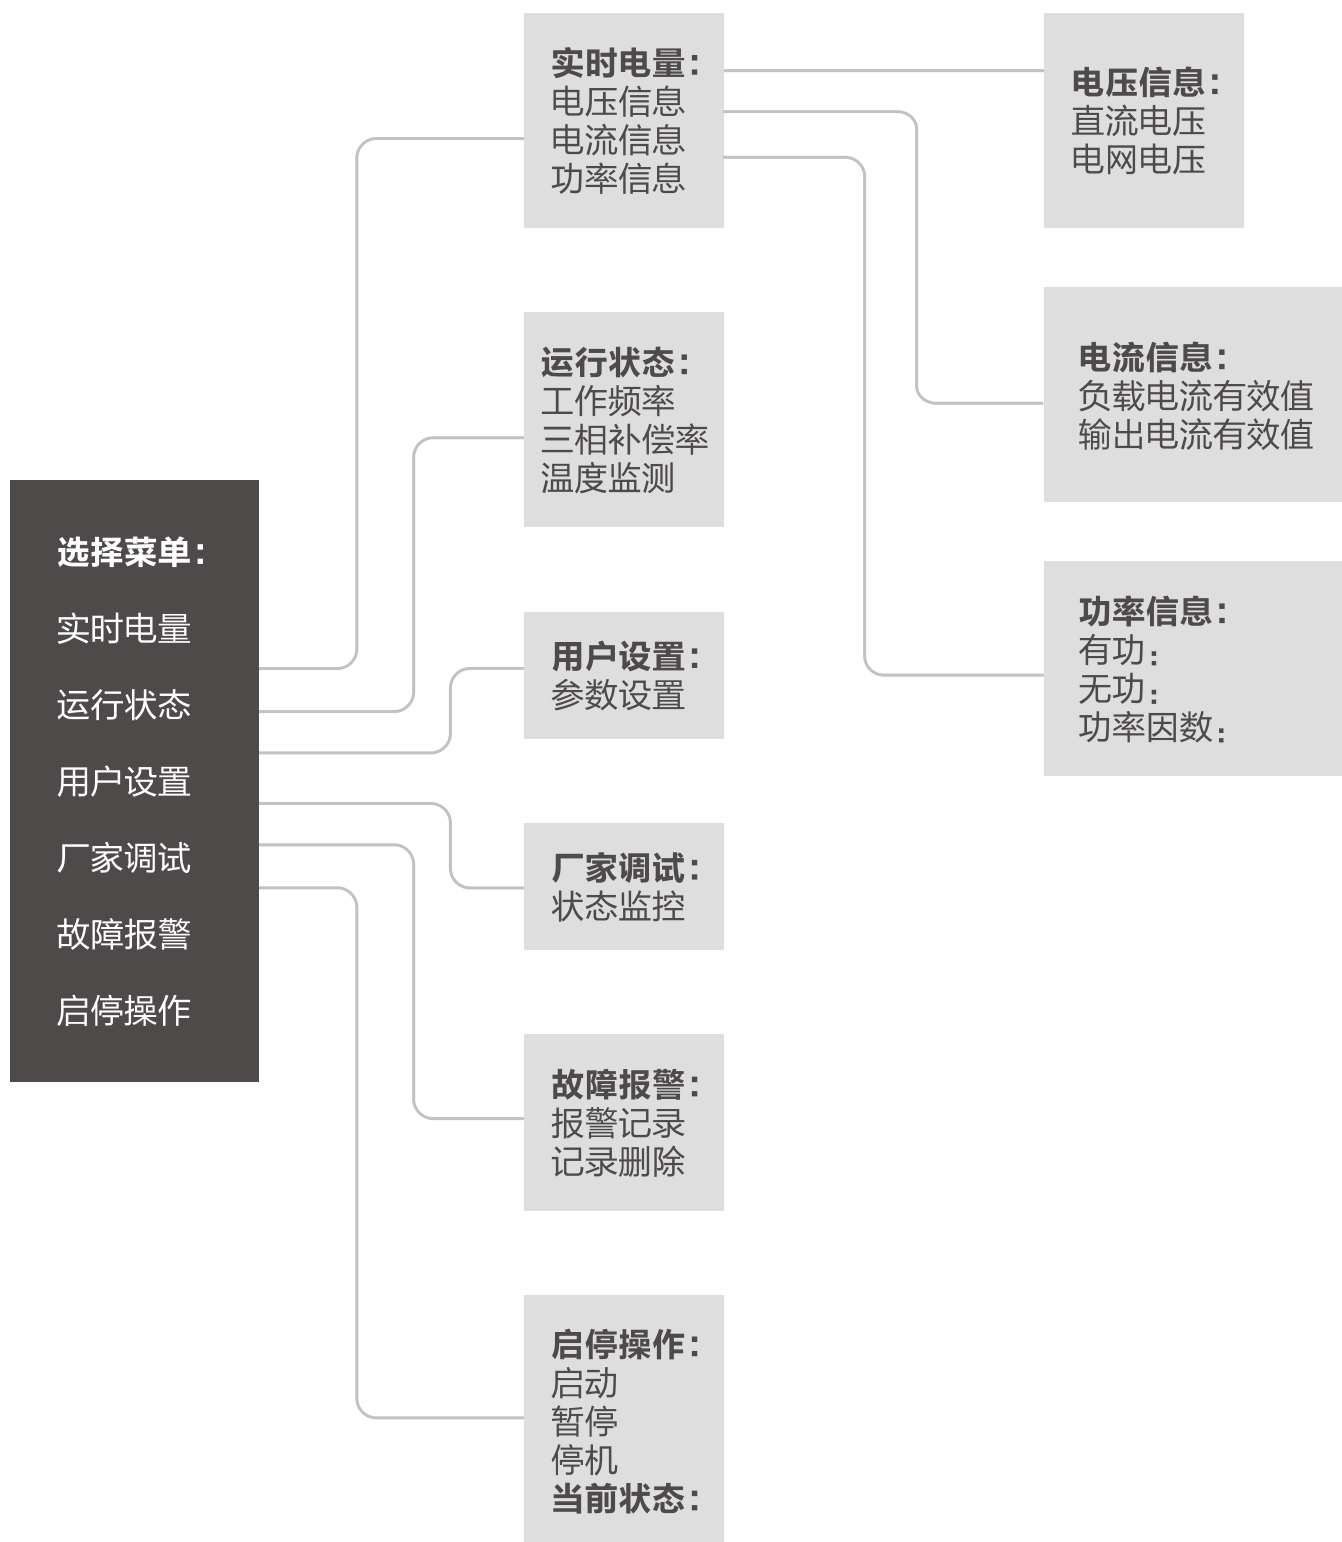 选择菜单：
实时电量
运行状态
用户设置
厂家调试
故障报警
启停操作
实时电量：
电压信息
电流信息
功率信息
运行状态：
工作频率
三相补偿率
温度监测
用户设置：
参数设置
厂家调试：
状态监控
故障报警：
报警记录
记录删除
启停操作：
启动
暂停
停机
当前状态：
电压信息：
直流电压
电网电压
电流信息：
负载电流有效值
输出电流有效值
功率信息：
有功：
无功：
功率因数：